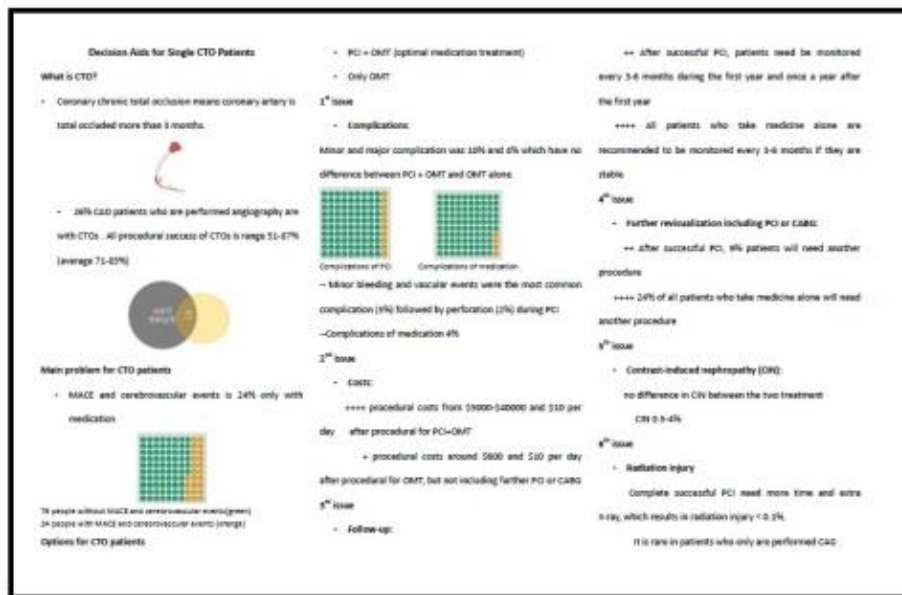 Decision Aids for Single CTO Patients
What is CTO?
- Coronary chronic total occlusion means coronary artery is
total occluded more than 3 months.
- 26% CAD patients who are performed angiography are
with CTOs . All procedural success of CTOs is range 51-87%
(average 71-85%)
Main problem for CTO patients
- MACE and cerebrovascular events is 24% only with
medication
76 people without MACE and cerebrovascular events(green)
24 people with MACE and cerebrovascular events (orange)
Options for CTO patients
- PCI + OMT (optimal medication treatment)
- Only OMT
1st issue
- Complications:
Minor and major complication was 10% and 6% which have no
difference between PCI + OMT and OMT alone
Complications of PCI Complications of medication
-- Minor bleeding and vascular events were the most common
complication (5%) followed by perforation (2%) during PCI
--Complications of medication 4%
2nd issue
- Costs:
++++ procedural costs from $5000-$40000 and $10 per
day after procedural for PCI+OMT
+ procedural costs around $600 and $10 per day
after procedural for OMT, but not including further PCI or CABG
3rd issue
- Follow-up:
++ After successful PCI, patients need be monitored
every 3-6 months during the first year and once a year after
the first year
++++ All patients who take medicine alone are
recommended to be monitored every 3-6 months if they are
stable
4th issue
- Further revisualization including PCI or CABG:
++ After successful PCI, 9% patients will need another
procedure
++++ 24% of all patients who take medicine alone will need
another procedure
5th issue
- Contrast-induced nephropathy (CIN):
no difference in CIN between the two treatment
CIN 0.5-4%
6th issue
- Radiation injury
Complete successful PCI need more time and extra
X-ray, which results in radiation injury < 0.1%.
It is rare in patients who only are performed CAG